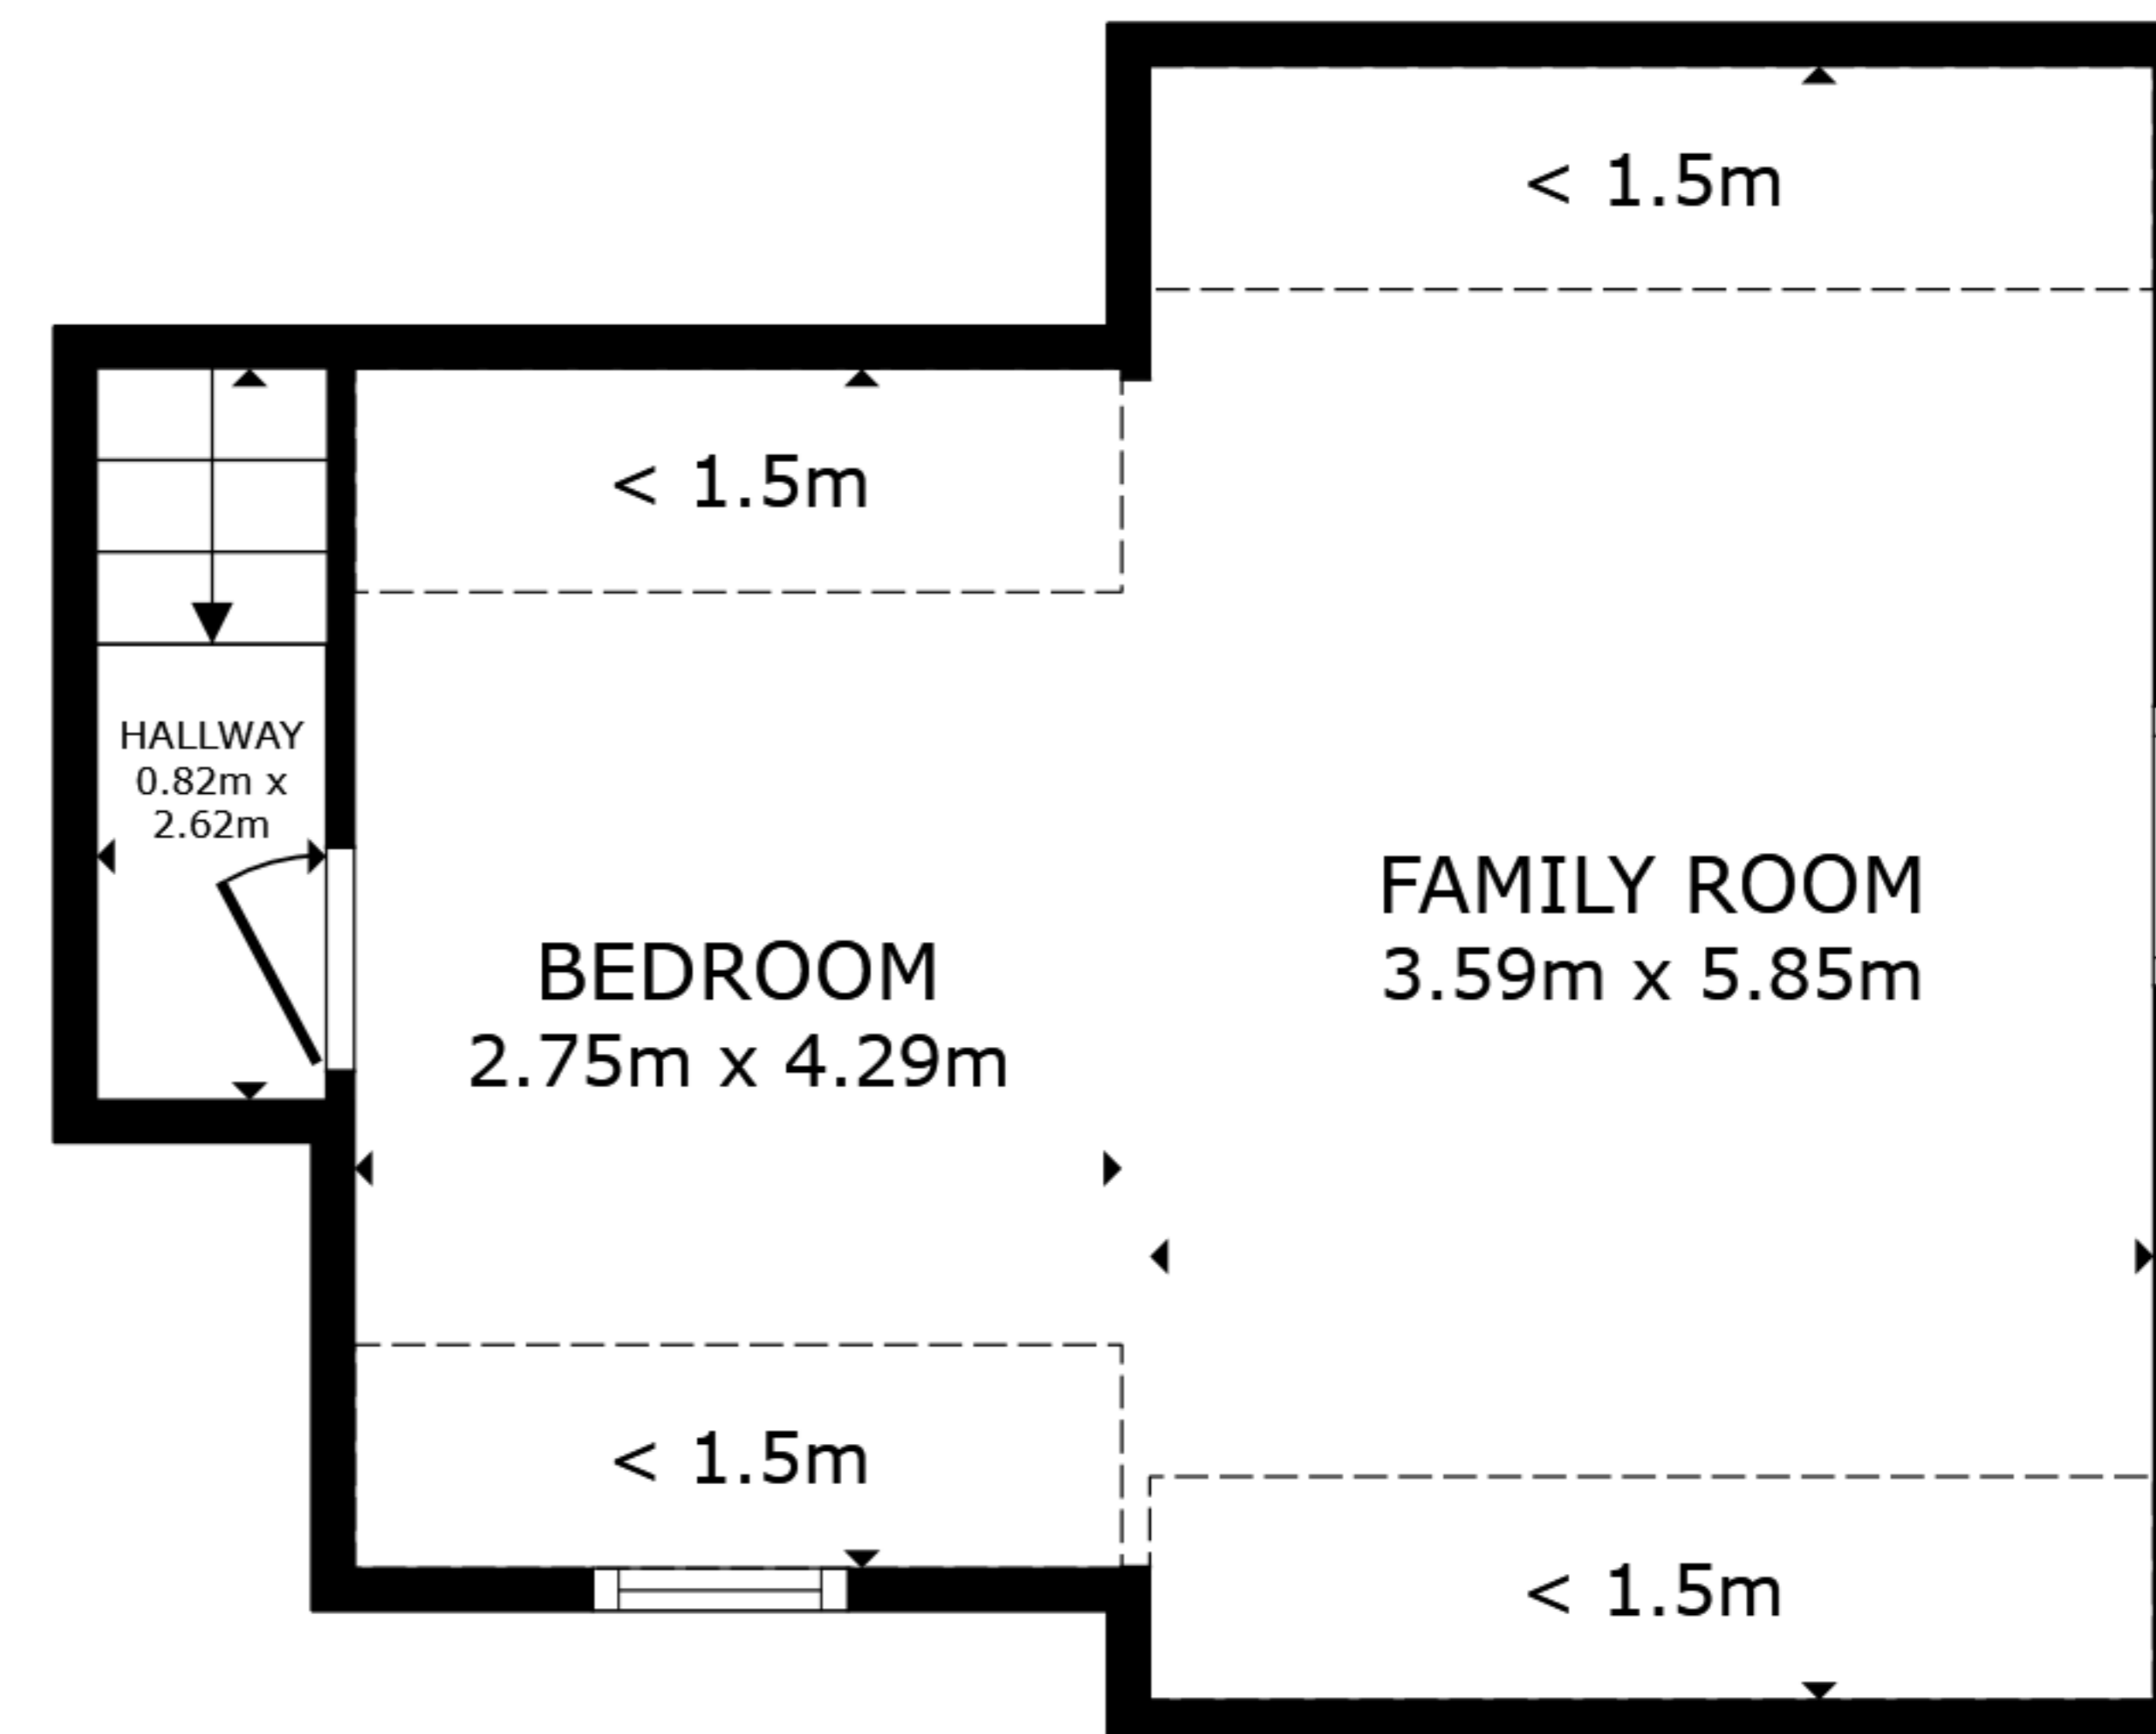 < 1.5m
< 1.5m
HALLWAY
0.82m x
2.62m
BEDROOM
2.75m x 4.29m
FAMILY ROOM
3.59m x 5.85m
< 1.5m
< 1.5m